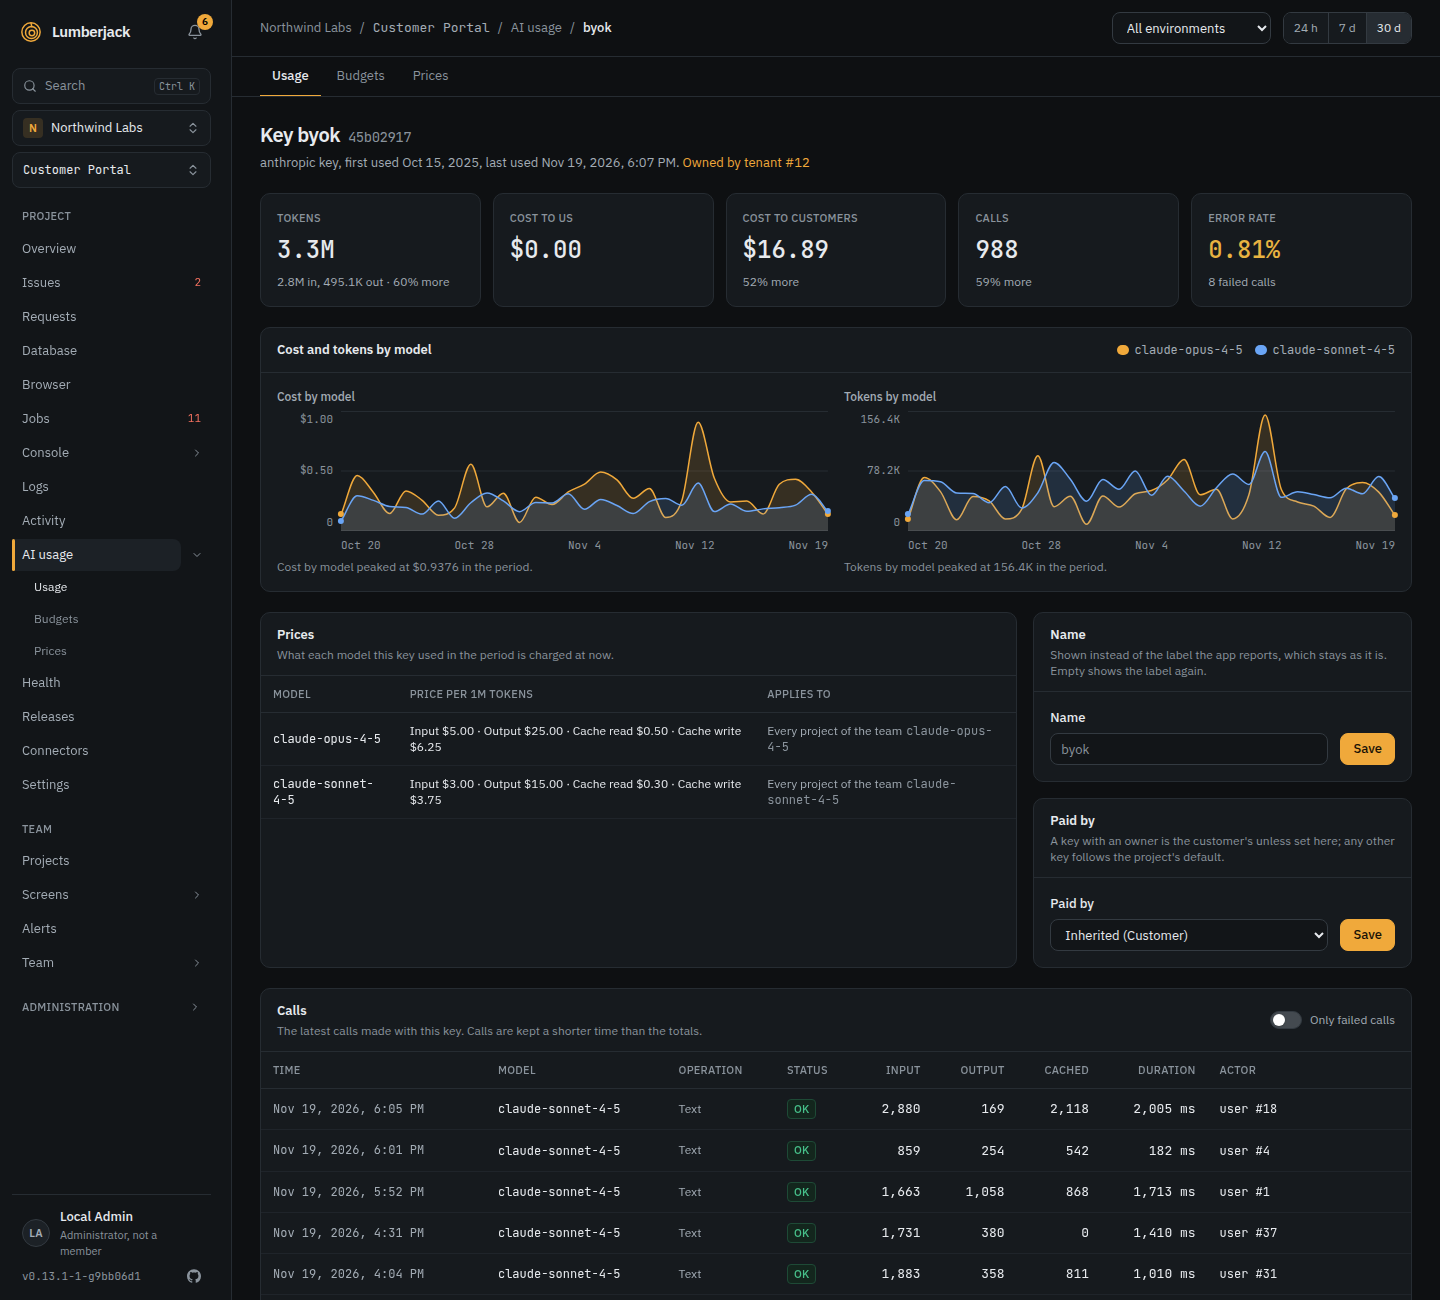 Lumberjack
6
Search
Ctrl K
N
Northwind Labs
Customer Portal
PROJECT
Overview
Issues
2
Requests
Database
Browser
Jobs
11
Console
Logs
Activity
AI usage
Usage
Budgets
Prices
Health
Releases
Connectors
Settings
TEAM
Projects
Screens
Alerts
Team
ADMINISTRATION
LA
Local Admin
Administrator, not a
member
v0.13.1-1-g9bb06d1
Northwind Labs / Customer Portal / AI usage / byok
All environments
24 h
7 d
30 d
Usage
Budgets
Prices
Key byok 45b02917
anthropic key, first used Oct 15, 2025, last used Nov 19, 2026, 6:07 PM. Owned by tenant #12
TOKENS
3.3M
2.8M in, 495.1K out · 60% more
COST TO US
$0.00
COST TO CUSTOMERS
$16.89
52% more
CALLS
988
59% more
ERROR RATE
0.81%
8 failed calls
Cost and tokens by model
claude-opus-4-5
claude-sonnet-4-5
Cost by model
$1.00
$0.50
0
Oct 20
Oct 28
Nov 4
Nov 12
Nov 19
Cost by model peaked at $0.9376 in the period.
Tokens by model
156.4K
78.2K
0
Oct 20
Oct 28
Nov 4
Nov 12
Nov 19
Tokens by model peaked at 156.4K in the period.
Prices
What each model this key used in the period is charged at now.
MODEL
PRICE PER 1M TOKENS
APPLIES TO
claude-opus-4-5
Input $5.00 · Output $25.00 · Cache read $0.50 · Cache write
$6.25
Every project of the team claude-opus-
4-5
claude-sonnet-
4-5
Input $3.00 · Output $15.00 · Cache read $0.30 · Cache write
$3.75
Every project of the team claude-
sonnet-4-5
Name
Shown instead of the label the app reports, which stays as it is.
Empty shows the label again.
Name
byok
Save
Paid by
A key with an owner is the customer's unless set here; any other
key follows the project's default.
Paid by
Inherited (Customer)
Save
Calls
The latest calls made with this key. Calls are kept a shorter time than the totals.
Only failed calls
TIME MODEL OPERATION STATUS INPUT OUTPUT CACHED DURATION ACTOR
Nov 19, 2026, 6:05 PM claude-sonnet-4-5 Text OK 2,880 169 2,118 2,005 ms user #18
Nov 19, 2026, 6:01 PM claude-sonnet-4-5 Text OK 859 254 542 182 ms user #4
Nov 19, 2026, 5:52 PM claude-sonnet-4-5 Text OK 1,663 1,058 868 1,713 ms user #1
Nov 19, 2026, 4:31 PM claude-sonnet-4-5 Text OK 1,731 380 0 1,410 ms user #37
Nov 19, 2026, 4:04 PM claude-sonnet-4-5 Text OK 1,883 358 811 1,010 ms user #31